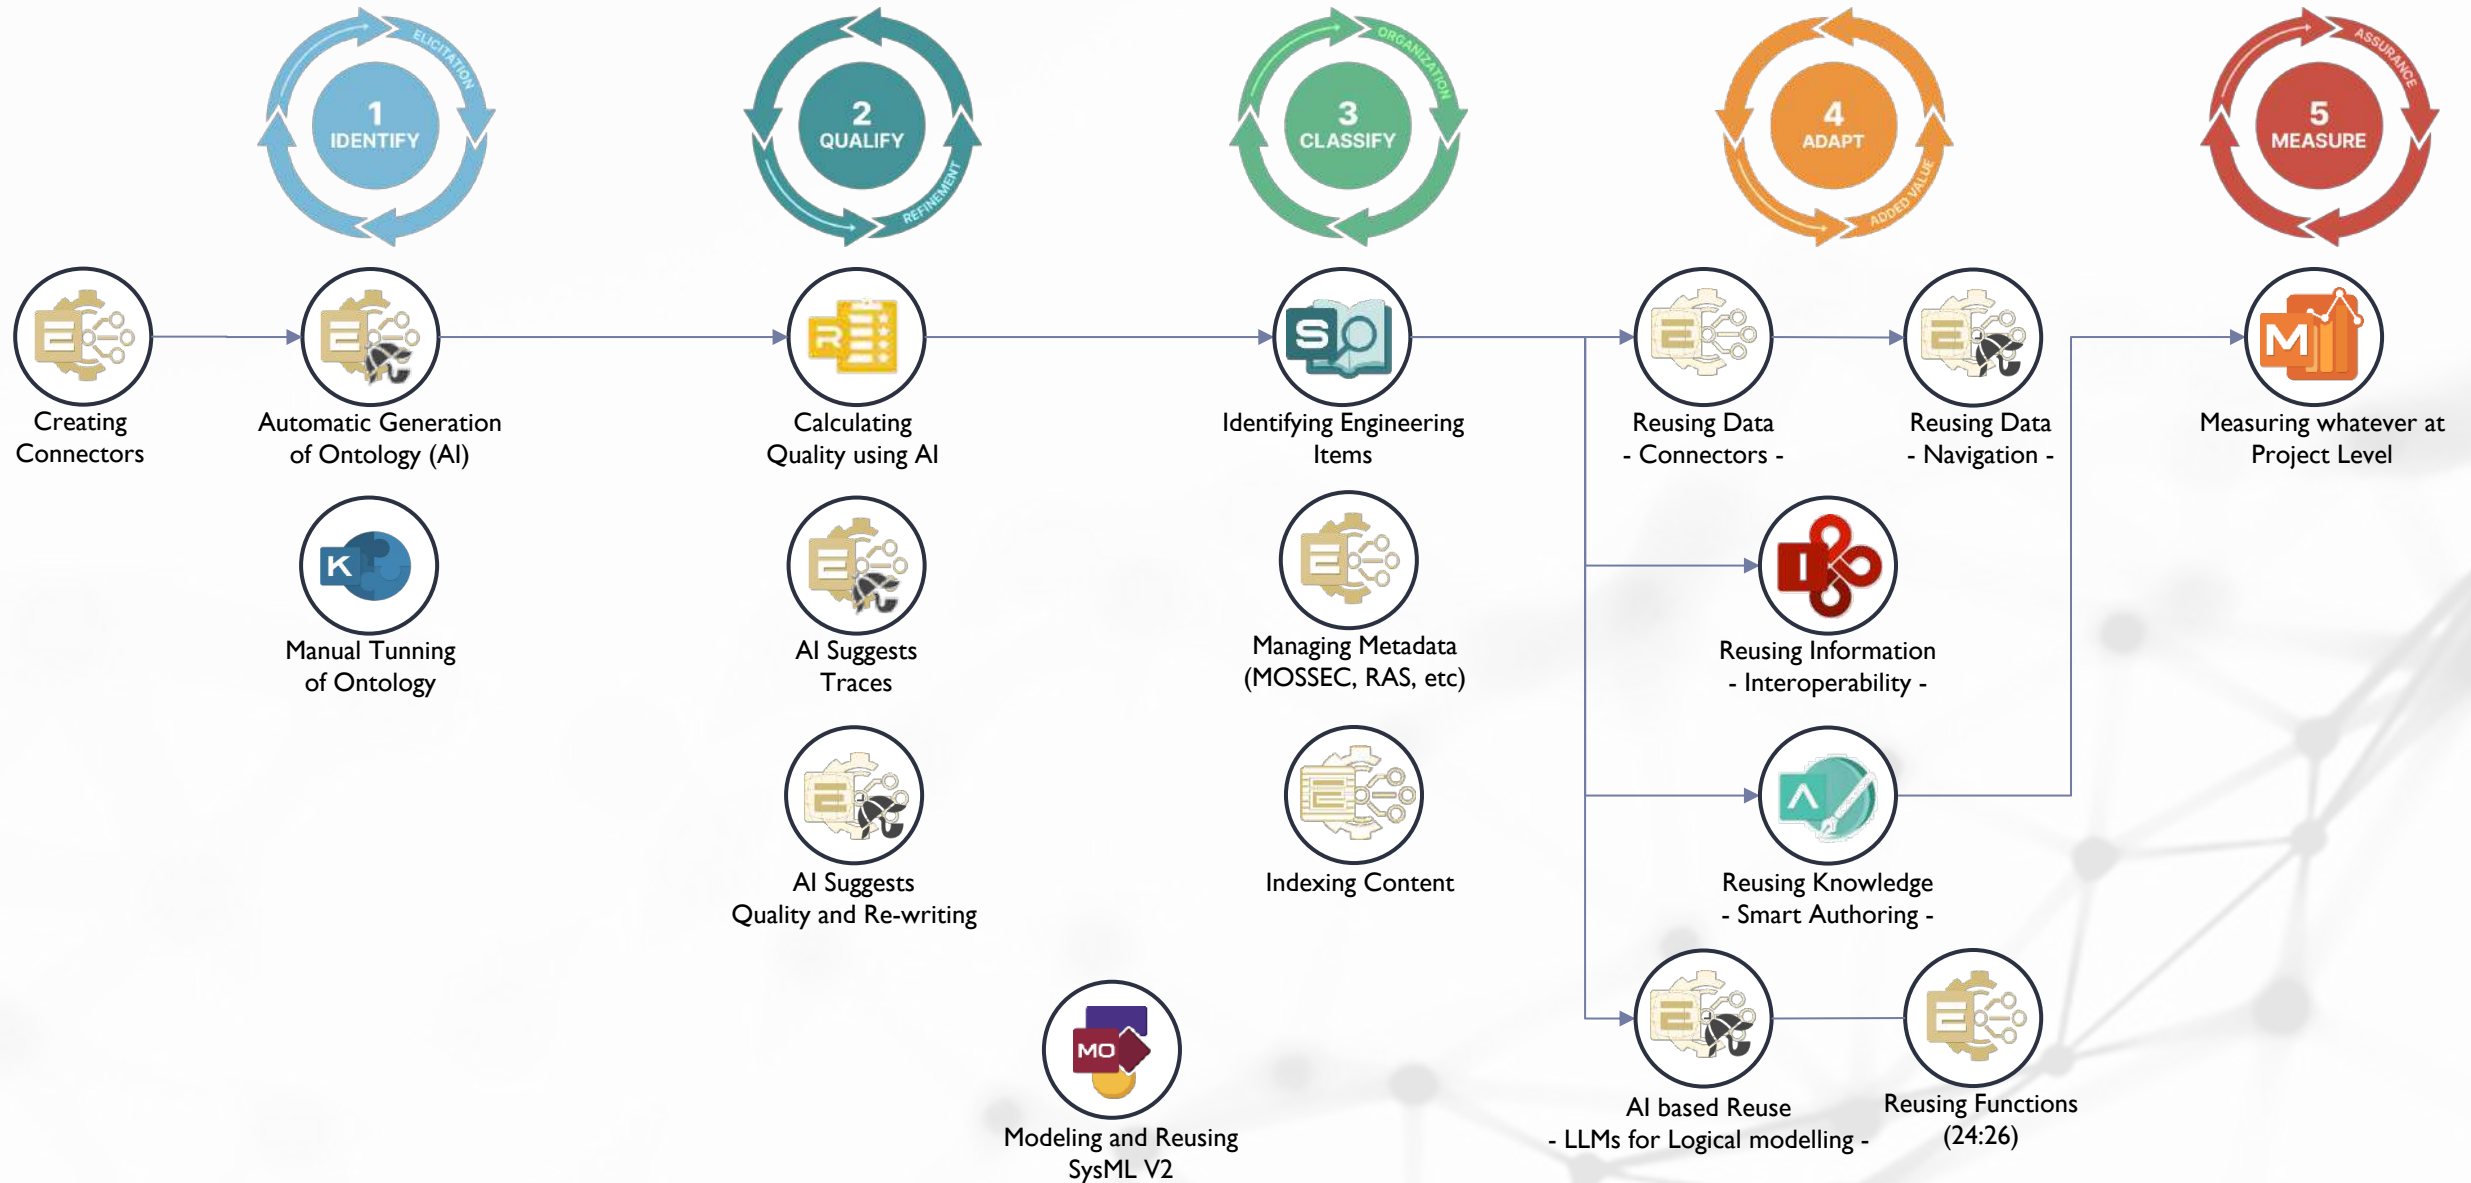 1
IDENTIFY
ELICITATION
2
QUALIFY
REFINEMENT
3
CLASSIFY
ORGANIZATION
4
ADAPT
ADDED VALUE
5
MEASURE
ASSURANCE
E
Creating
Connectors
E
Automatic Generation
of Ontology (AI)
R
Calculating
Quality using AI
S
Identifying Engineering
Items
E
Reusing Data
- Connectors -
E
Reusing Data
- Navigation -
M
Measuring whatever at
Project Level
K
Manual Tunning
of Ontology
E
AI Suggests
Traces
E
Managing Metadata
(MOSSEC, RAS, etc)
I
Reusing Information
- Interoperability -
E
AI Suggests
Quality and Re-writing
E
Indexing Content
Λ
Reusing Knowledge
- Smart Authoring -
MO
Modeling and Reusing
SysML V2
E
AI based Reuse
- LLMs for Logical modelling -
E
Reusing Functions
(24:26)